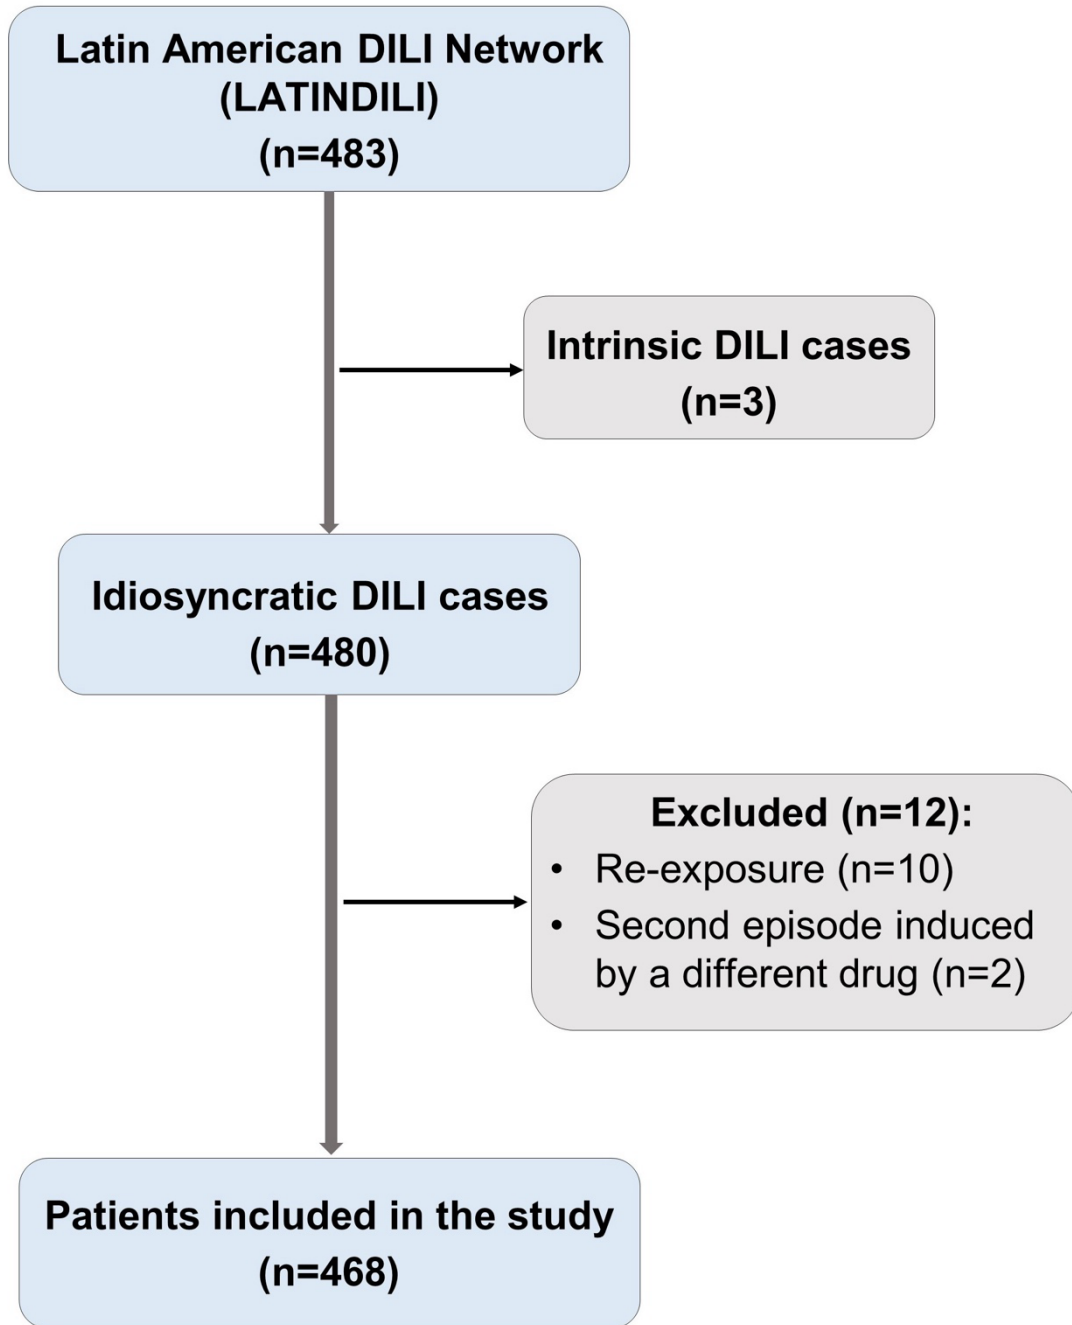 Latin American DILI Network
(LATINDILI)
(n=483)
Intrinsic DILI cases
(n=3)
Idiosyncratic DILI cases
(n=480)
Excluded (n=12):
• Re-exposure (n=10)
• Second episode induced
by a different drug (n=2)
Patients included in the study
(n=468)